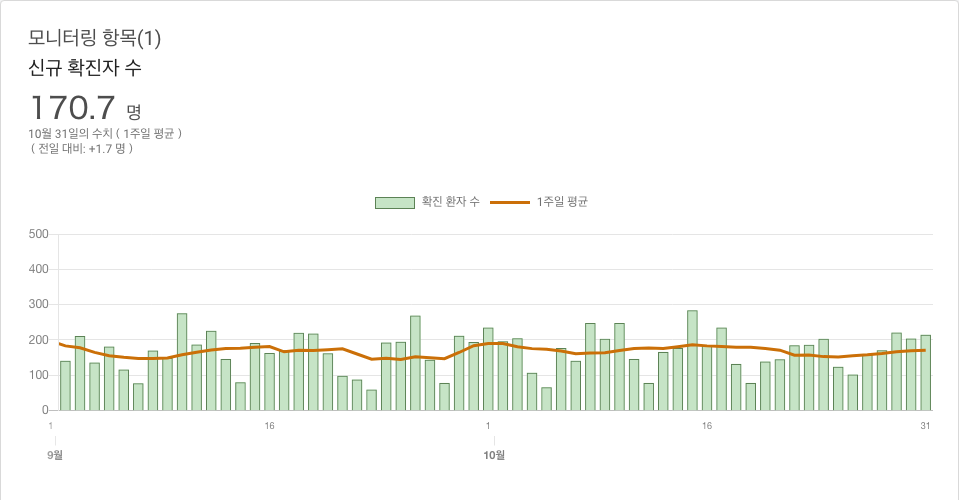 모니터링 항목(1)
신규 확진자 수
170.7 명
10월 31일의 수치 ( 1주일 평균 )
( 전일 대비: +1.7 명 )
확진 환자 수 1주일 평균
500
400
300
200
100
0
1 16 1 16 31
9월 10월